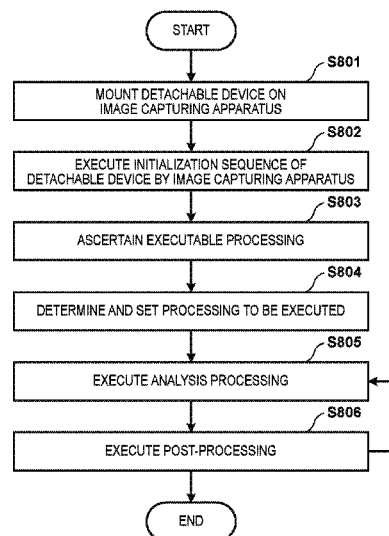 START
S801
MOUNT DETACHABLE DEVICE ON
IMAGE CAPTURING APPARATUS
S802
EXECUTE INITIALIZATION SEQUENCE OF
DETACHABLE DEVICE BY IMAGE CAPTURING APPARATUS
S803
ASCERTAIN EXECUTABLE PROCESSING
S804
DETERMINE AND SET PROCESSING TO BE EXECUTED
S805
EXECUTE ANALYSIS PROCESSING
S806
EXECUTE POST-PROCESSING
END